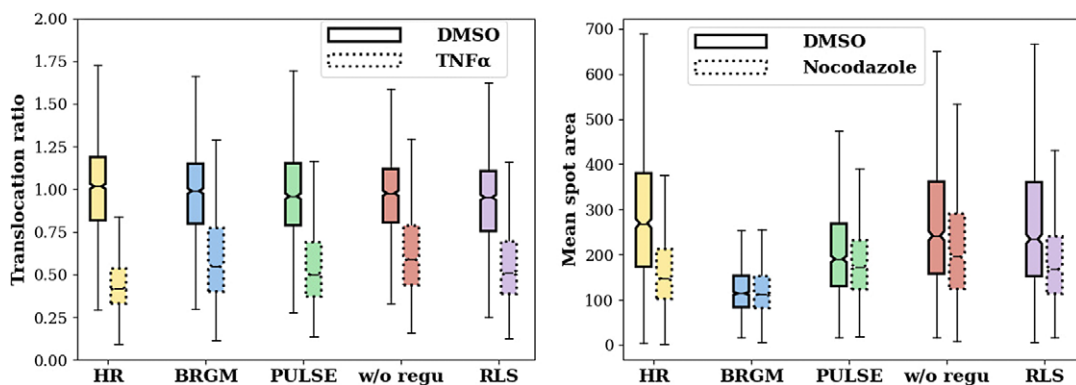 Translocation ratio
2.00
1.75
1.50
1.25
1.00
0.75
0.50
0.25
0.00
DMSO
TNFα
HR BRGM PULSE w/o regu RLS
Mean spot area
700
600
500
400
300
200
100
0
DMSO
Nocodazole
HR BRGM PULSE w/o regu RLS